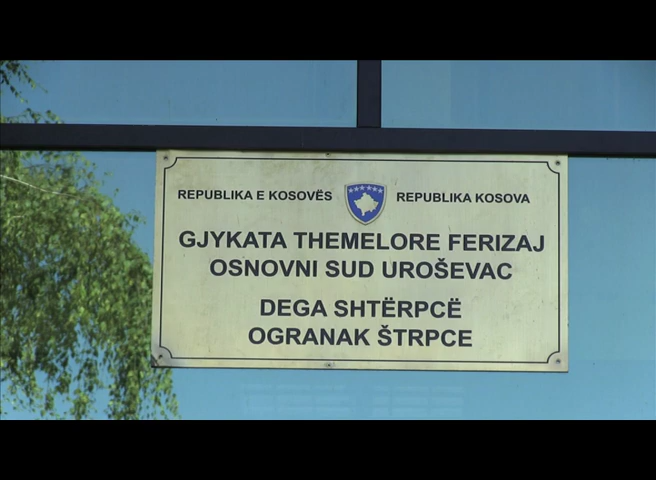 REPUBLIKA E KOSOVËS REPUBLIKA KOSOVA
GJYKATA THEMELORE FERIZAJ
OSNOVNI SUD UROŠEVAC
DEGA SHTËRPCË
OGRANAK ŠTRPCE